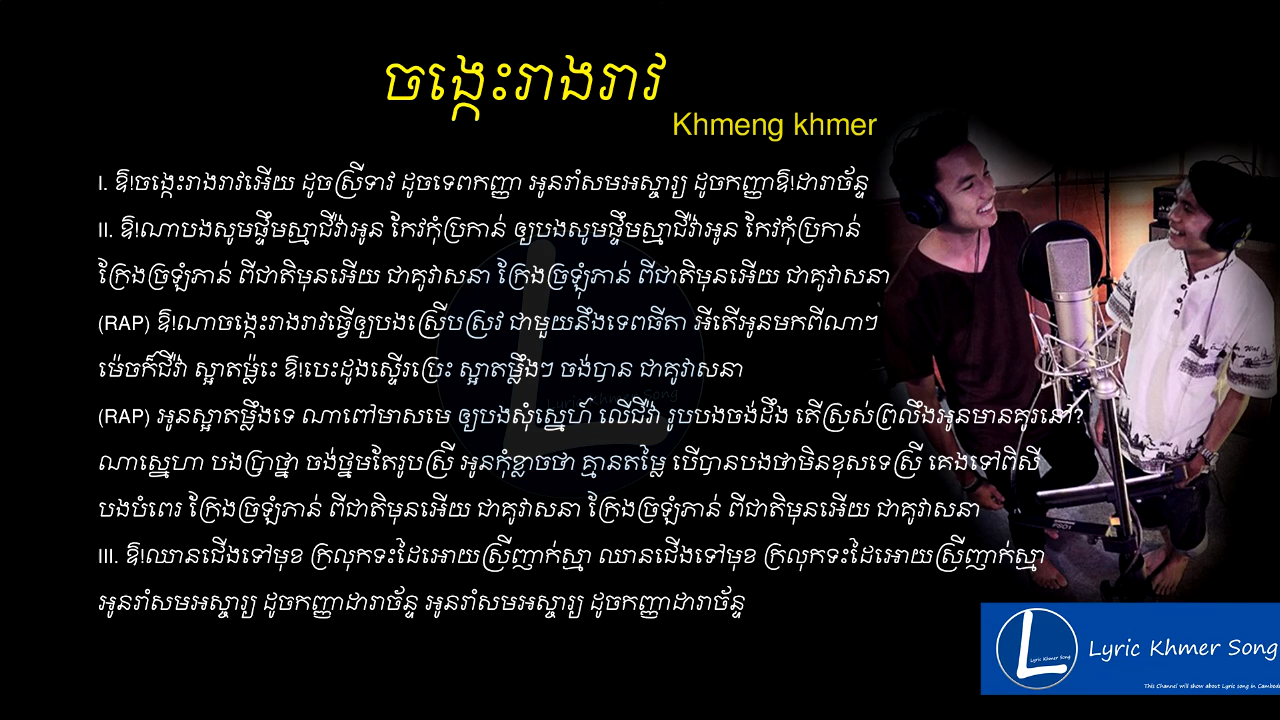 ចង្កេះរាងរាវ
Khmeng khmer
I. ឱ!ចង្កេះរាងរាវអើយ ដូចស្រីទាវ ដូចទេពកញ្ញា អូនរាំសមអស្ចារ្យ ដូចកញ្ញាឱ!ដារាច័ន្ទ
II. ឱ!ណាបងសូមផ្ទឹមស្មាជីវ៉ាអូន កែវកុំប្រកាន់ ឲ្យបងសូមផ្ទឹមស្មាជីវ៉ាអូន កែវកុំប្រកាន់
ក្រែងច្រឡំភាន់ ពីជាតិមុនអើយ ជាគូវាសនា ក្រែងច្រឡំភាន់ ពីជាតិមុនអើយ ជាគូវាសនា
(RAP) ឱ!ណាចង្កេះរាងរាវធ្វើឲ្យបងស្រើបស្រវ ជាមួយនឹងទេពធីតា អីតើអូនមកពីណាៗ
ម៉េចក៏ជីវ៉ា ស្អាតម្ល៉េះ ឱ!បេះដូងស្ទើរប្រេះ ស្អាតម្លឹងៗ ចង់បាន ជាគូវាសនា
(RAP) អូនស្អាតម្លឹងទេ ណាពៅមាសមេ ឲ្យបងសុំស្នេហ៍ លើជីវ៉ា រូបបងចង់ដឹង តើស្រស់ព្រលឹងអូនមានគូរនៅ?
ណាស្នេហា បងប្រាថ្នា ចង់ថ្នមតែរូបស្រី អូនកុំខ្លាចថា គ្មានតម្លៃ បើបានបងថាមិនខុសទេស្រី គេងទៅពិសី
បងបំពេរ ក្រែងច្រឡំភាន់ ពីជាតិមុនអើយ ជាគូវាសនា ក្រែងច្រឡំភាន់ ពីជាតិមុនអើយ ជាគូវាសនា
III. ឱ!ឈានជើងទៅមុខ ក្រលុកទះដៃអោយស្រីញាក់ស្មា ឈានជើងទៅមុខ ក្រលុកទះដៃអោយស្រីញាក់ស្មា
អូនរាំសមអស្ចារ្យ ដូចកញ្ញាដារាច័ន្ទ អូនរាំសមអស្ចារ្យ ដូចកញ្ញាដារាច័ន្ទ
Lyric Khmer Song
Lyric Khmer Song
This Channel will show about Lyric song in Cambodi